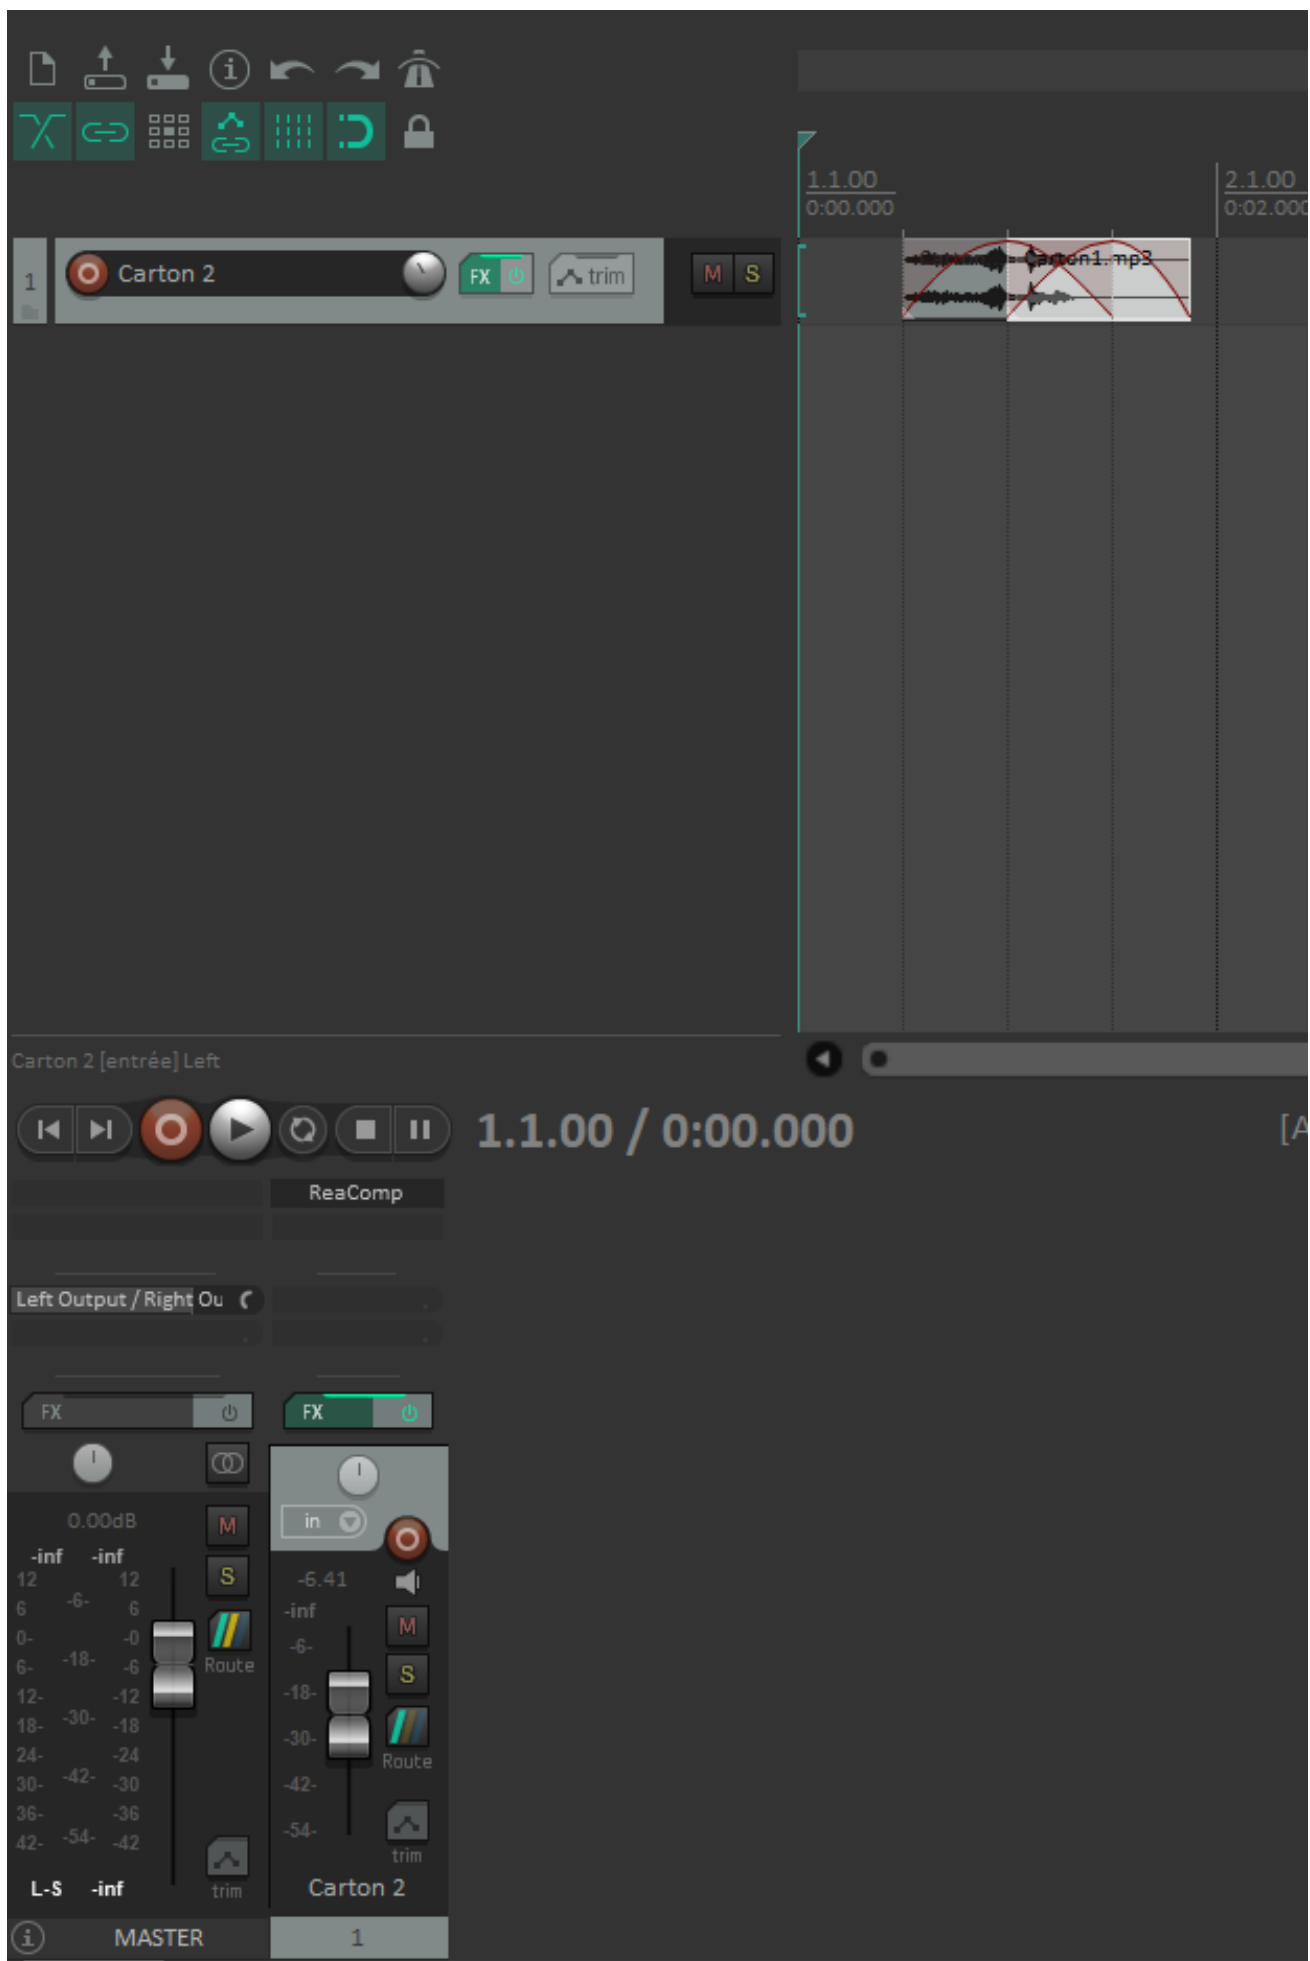 1.1.00
0:00.000
2.1.00
0:02.000
1
Carton 2
FX
trim
M
S
Carton1.mp3
Carton 2 [entrée] Left
1.1.00 / 0:00.000
[A
ReaComp
Left Output / Right Ou
FX
FX
0.00dB
M
in
-inf -inf
12 12
S
-6.41
6 -6- 6
-inf
M
0- -0
-6-
6- -18- -6
Route
S
12- -12
-18-
18- -30- -18
-30-
Route
24- -24
30- -42- -30
-42-
36- -36
42- -54- -42
-54-
trim
L-S -inf
trim
Carton 2
MASTER
1